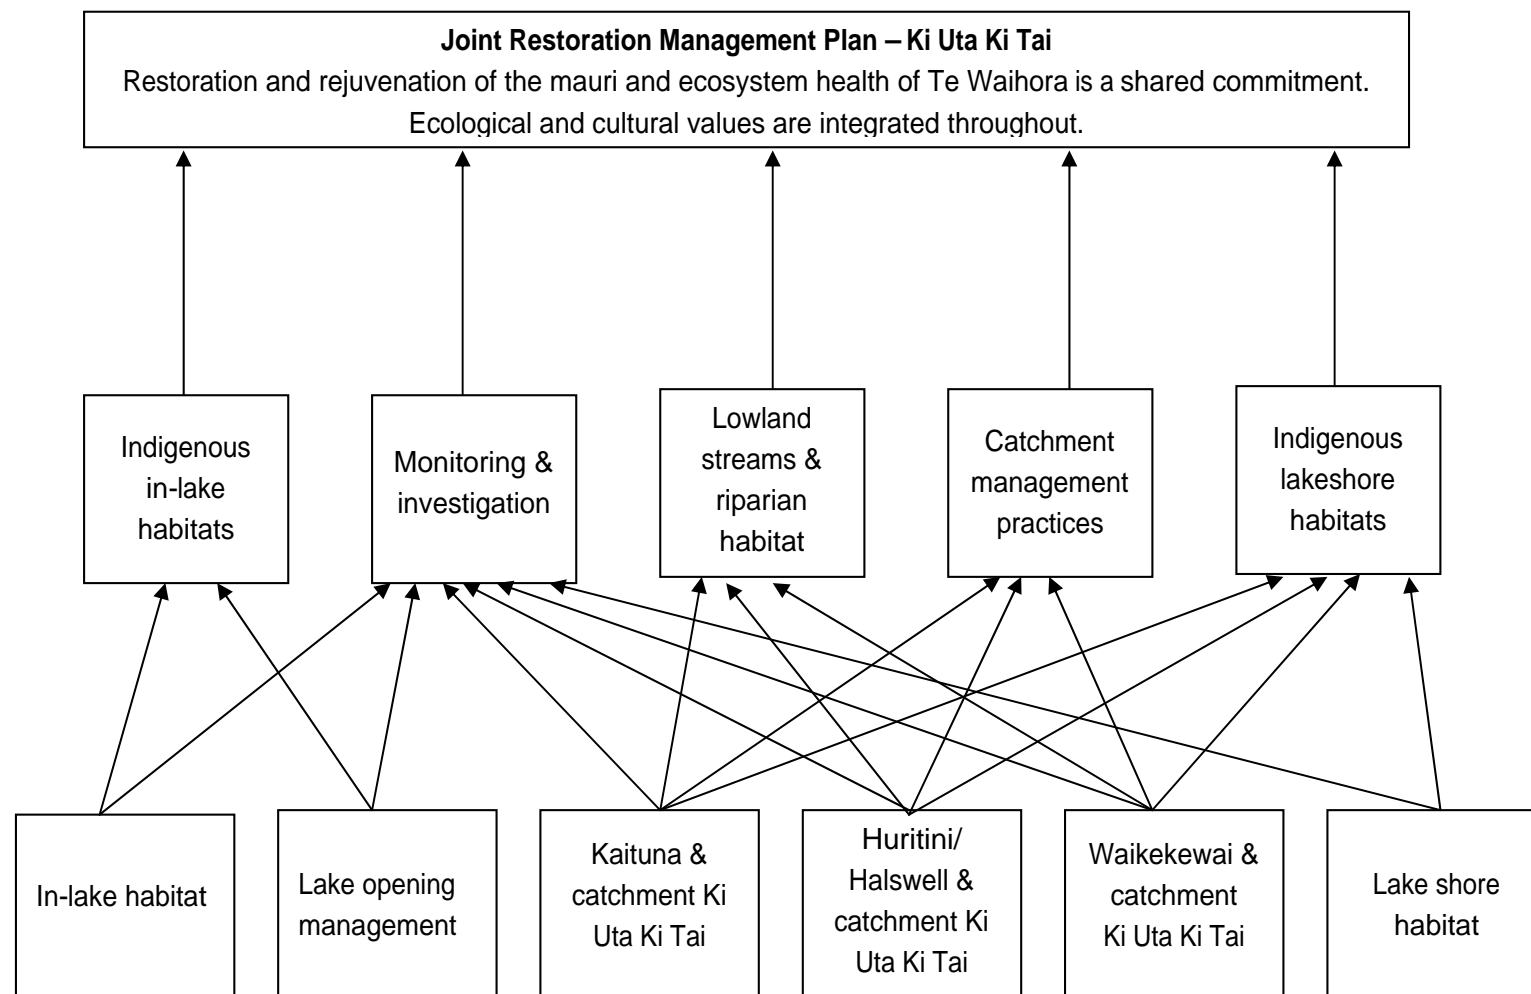 Joint Restoration Management Plan – Ki Uta Ki Tai
Restoration and rejuvenation of the mauri and ecosystem health of Te Waihora is a shared commitment.
Ecological and cultural values are integrated throughout.
Indigenous
in-lake
habitats
Monitoring &
investigation
Lowland
streams &
riparian
habitat
Catchment
management
practices
Indigenous
lakeshore
habitats
In-lake habitat
Lake opening
management
Kaituna &
catchment Ki
Uta Ki Tai
Huritini/
Halswell &
catchment Ki
Uta Ki Tai
Waikekewai &
catchment
Ki Uta Ki Tai
Lake shore
habitat